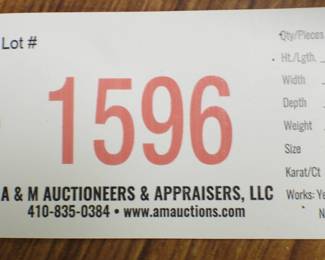 Lot #
1596
A & M AUCTIONEERS & APPRAISERS, LLC
410-835-0384 • www.amauctions.com
Qty/Pieces
Ht./Lgth.
Width
Depth
Weight
Size
Karat/Ct
Works: Ye
N